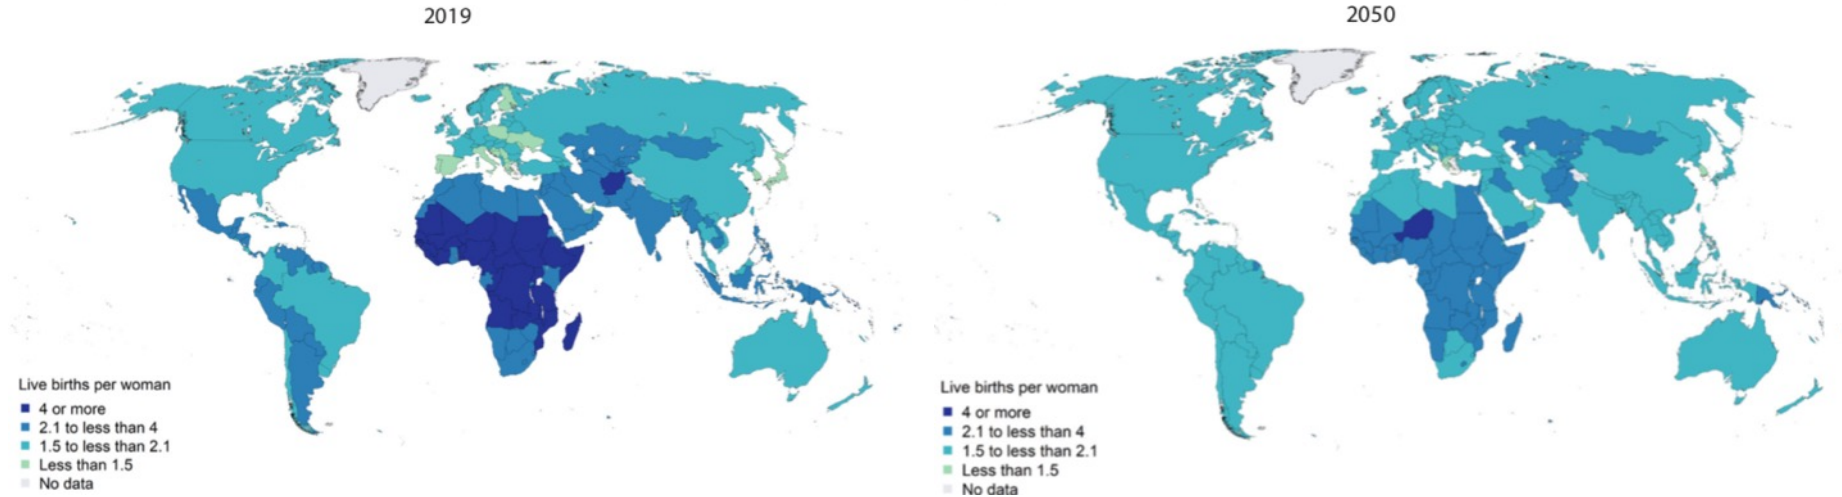 2019
Live births per woman
4 or more
2.1 to less than 4
1.5 to less than 2.1
Less than 1.5
No data
2050
Live births per woman
4 or more
2.1 to less than 4
1.5 to less than 2.1
Less than 1.5
No data